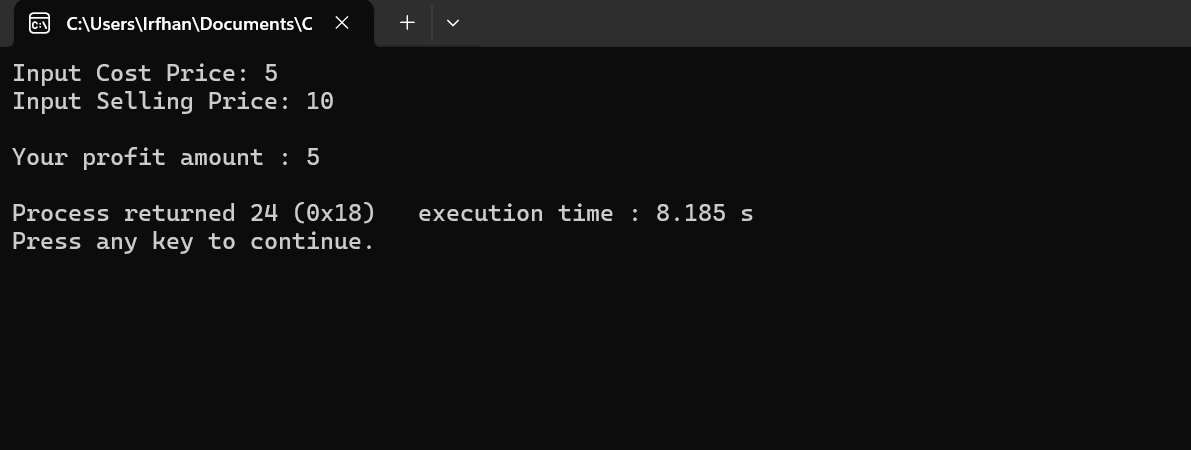 C:\Users\Irfhan\Documents\C
Input Cost Price: 5
Input Selling Price: 10
Your profit amount : 5
Process returned 24 (0x18)   execution time : 8.185 s
Press any key to continue.